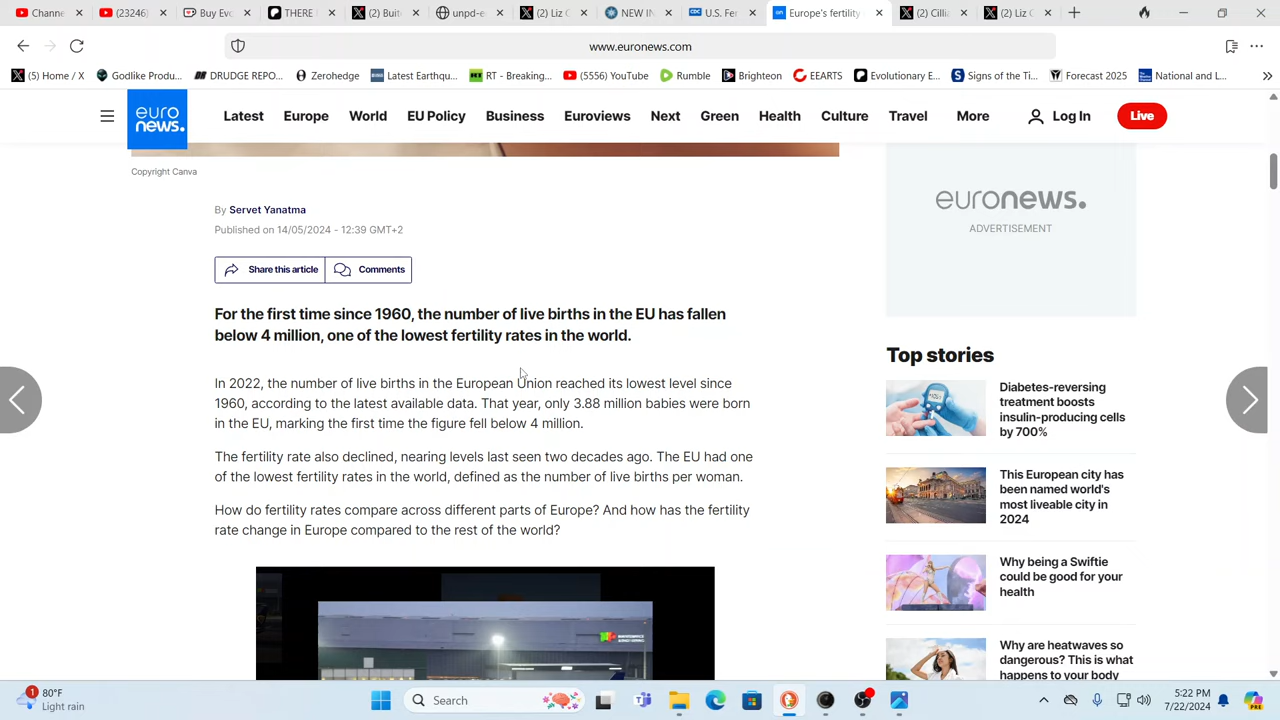 Channe
(23246)
Canva Ev
THERE I
(2) Buite
hmpd-e
(2) Liz C
NEW IN
U.S. Fer
Europe's fertility
(2) Cilli
(2) Liz C
www.euronews.com
(5) Home / X
Godlike Produ...
DRUDGE REPO...
Zerohedge
Latest Earthqu...
RT - Breaking...
(5556) YouTube
Rumble
Brighteon
EEARTS
Evolutionary E...
Signs of the Ti...
Forecast 2025
National and L...
euro
news.
Latest
Europe
World
EU Policy
Business
Euroviews
Next
Green
Health
Culture
Travel
More
Log In
Live
Copyright Canva
By Servet Yanatma
Published on 14/05/2024 - 12:39 GMT+2
Share this article
Comments
For the first time since 1960, the number of live births in the EU has fallen
below 4 million, one of the lowest fertility rates in the world.
In 2022, the number of live births in the European Union reached its lowest level since
1960, according to the latest available data. That year, only 3.88 million babies were born
in the EU, marking the first time the figure fell below 4 million.
The fertility rate also declined, nearing levels last seen two decades ago. The EU had one
of the lowest fertility rates in the world, defined as the number of live births per woman.
How do fertility rates compare across different parts of Europe? And how has the fertility
rate change in Europe compared to the rest of the world?
euronews.
ADVERTISEMENT
Top stories
Diabetes-reversing
treatment boosts
insulin-producing cells
by 700%
This European city has
been named world's
most liveable city in
2024
Why being a Swiftie
could be good for your
health
Why are heatwaves so
dangerous? This is what
happens to your body
1
80°F
Light rain
Search
5:22 PM
7/22/2024